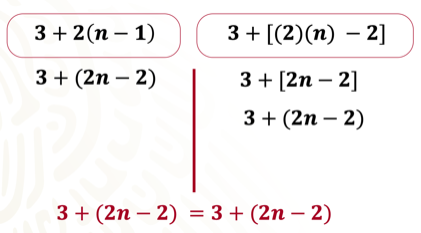 3 + 2(n − 1)
3 + [(2)(n) − 2]
3 + (2n − 2)
3 + [2n − 2]
3 + (2n − 2)
3 + (2n − 2) = 3 + (2n − 2)